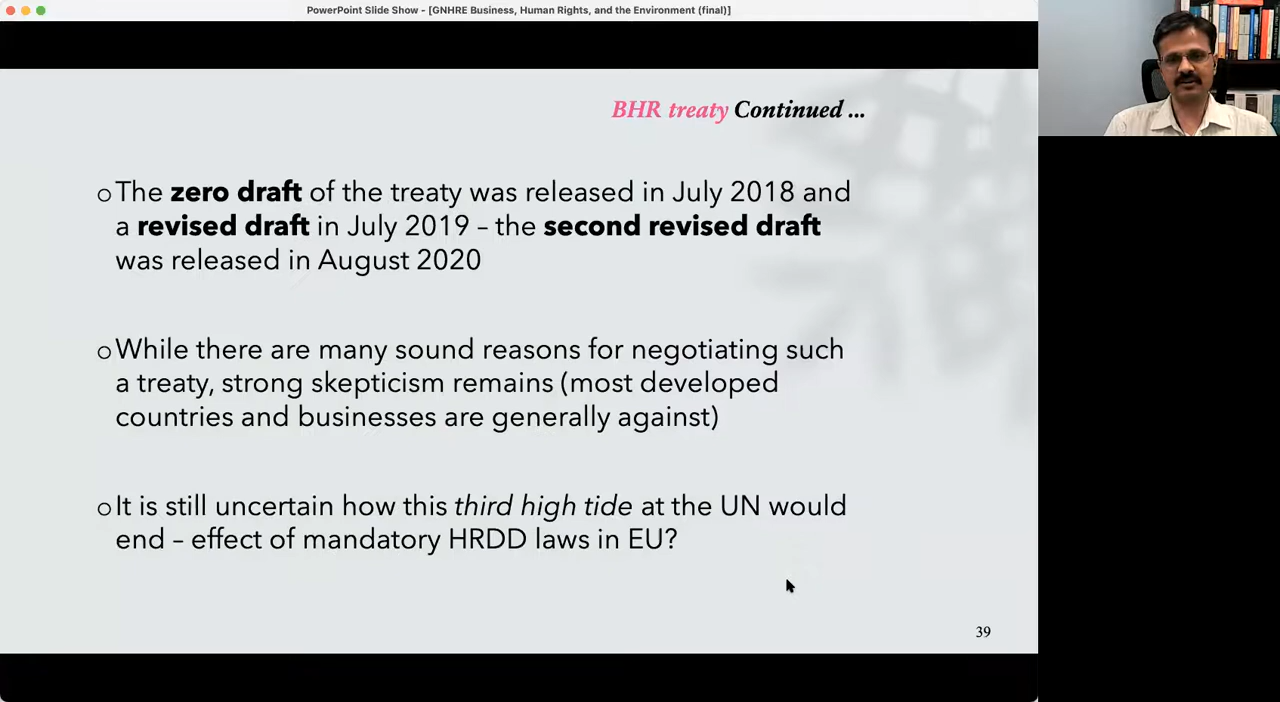 PowerPoint Slide Show - [GNHRE Business, Human Rights, and the Environment (final)]
BHR treaty Continued ...
The zero draft of the treaty was released in July 2018 and
a revised draft in July 2019 – the second revised draft
was released in August 2020
While there are many sound reasons for negotiating such
a treaty, strong skepticism remains (most developed
countries and businesses are generally against)
It is still uncertain how this third high tide at the UN would
end – effect of mandatory HRDD laws in EU?
39